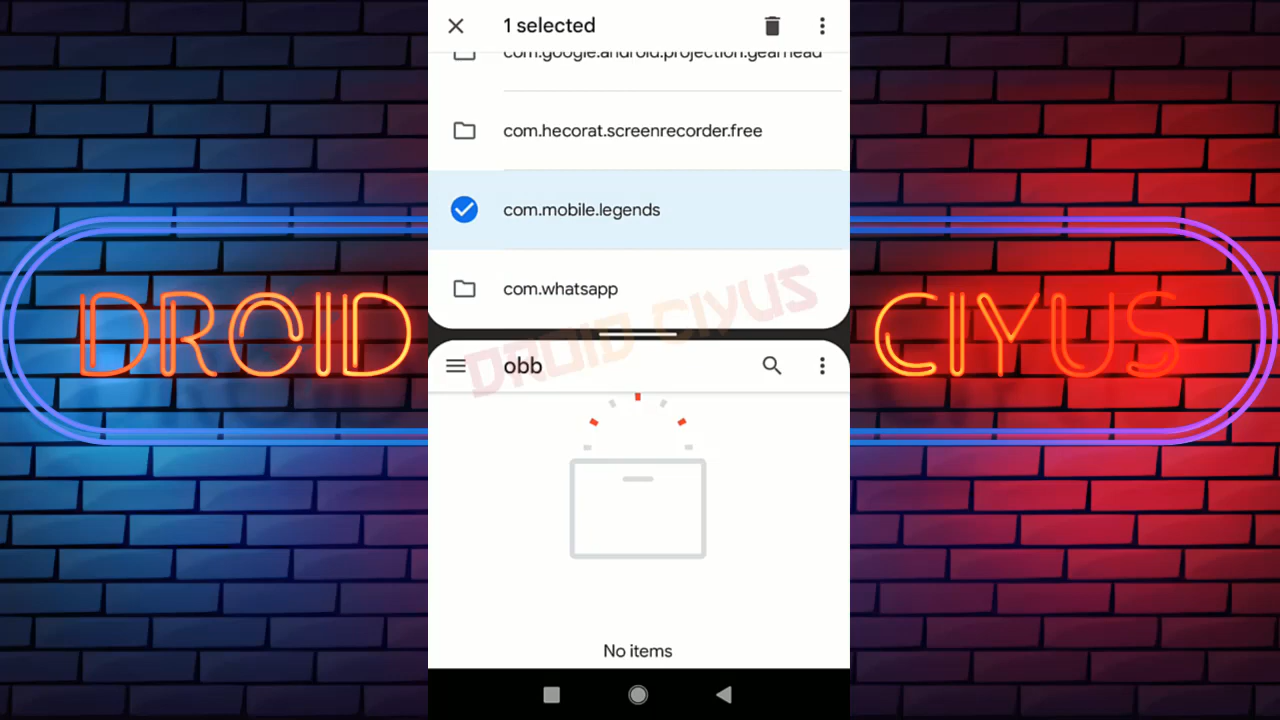 1 selected
com.google.android.projection.gearhead
com.hecorat.screenrecorder.free
com.mobile.legends
com.whatsapp
DROID CIYUS
obb
No items
DROID
CIYUS